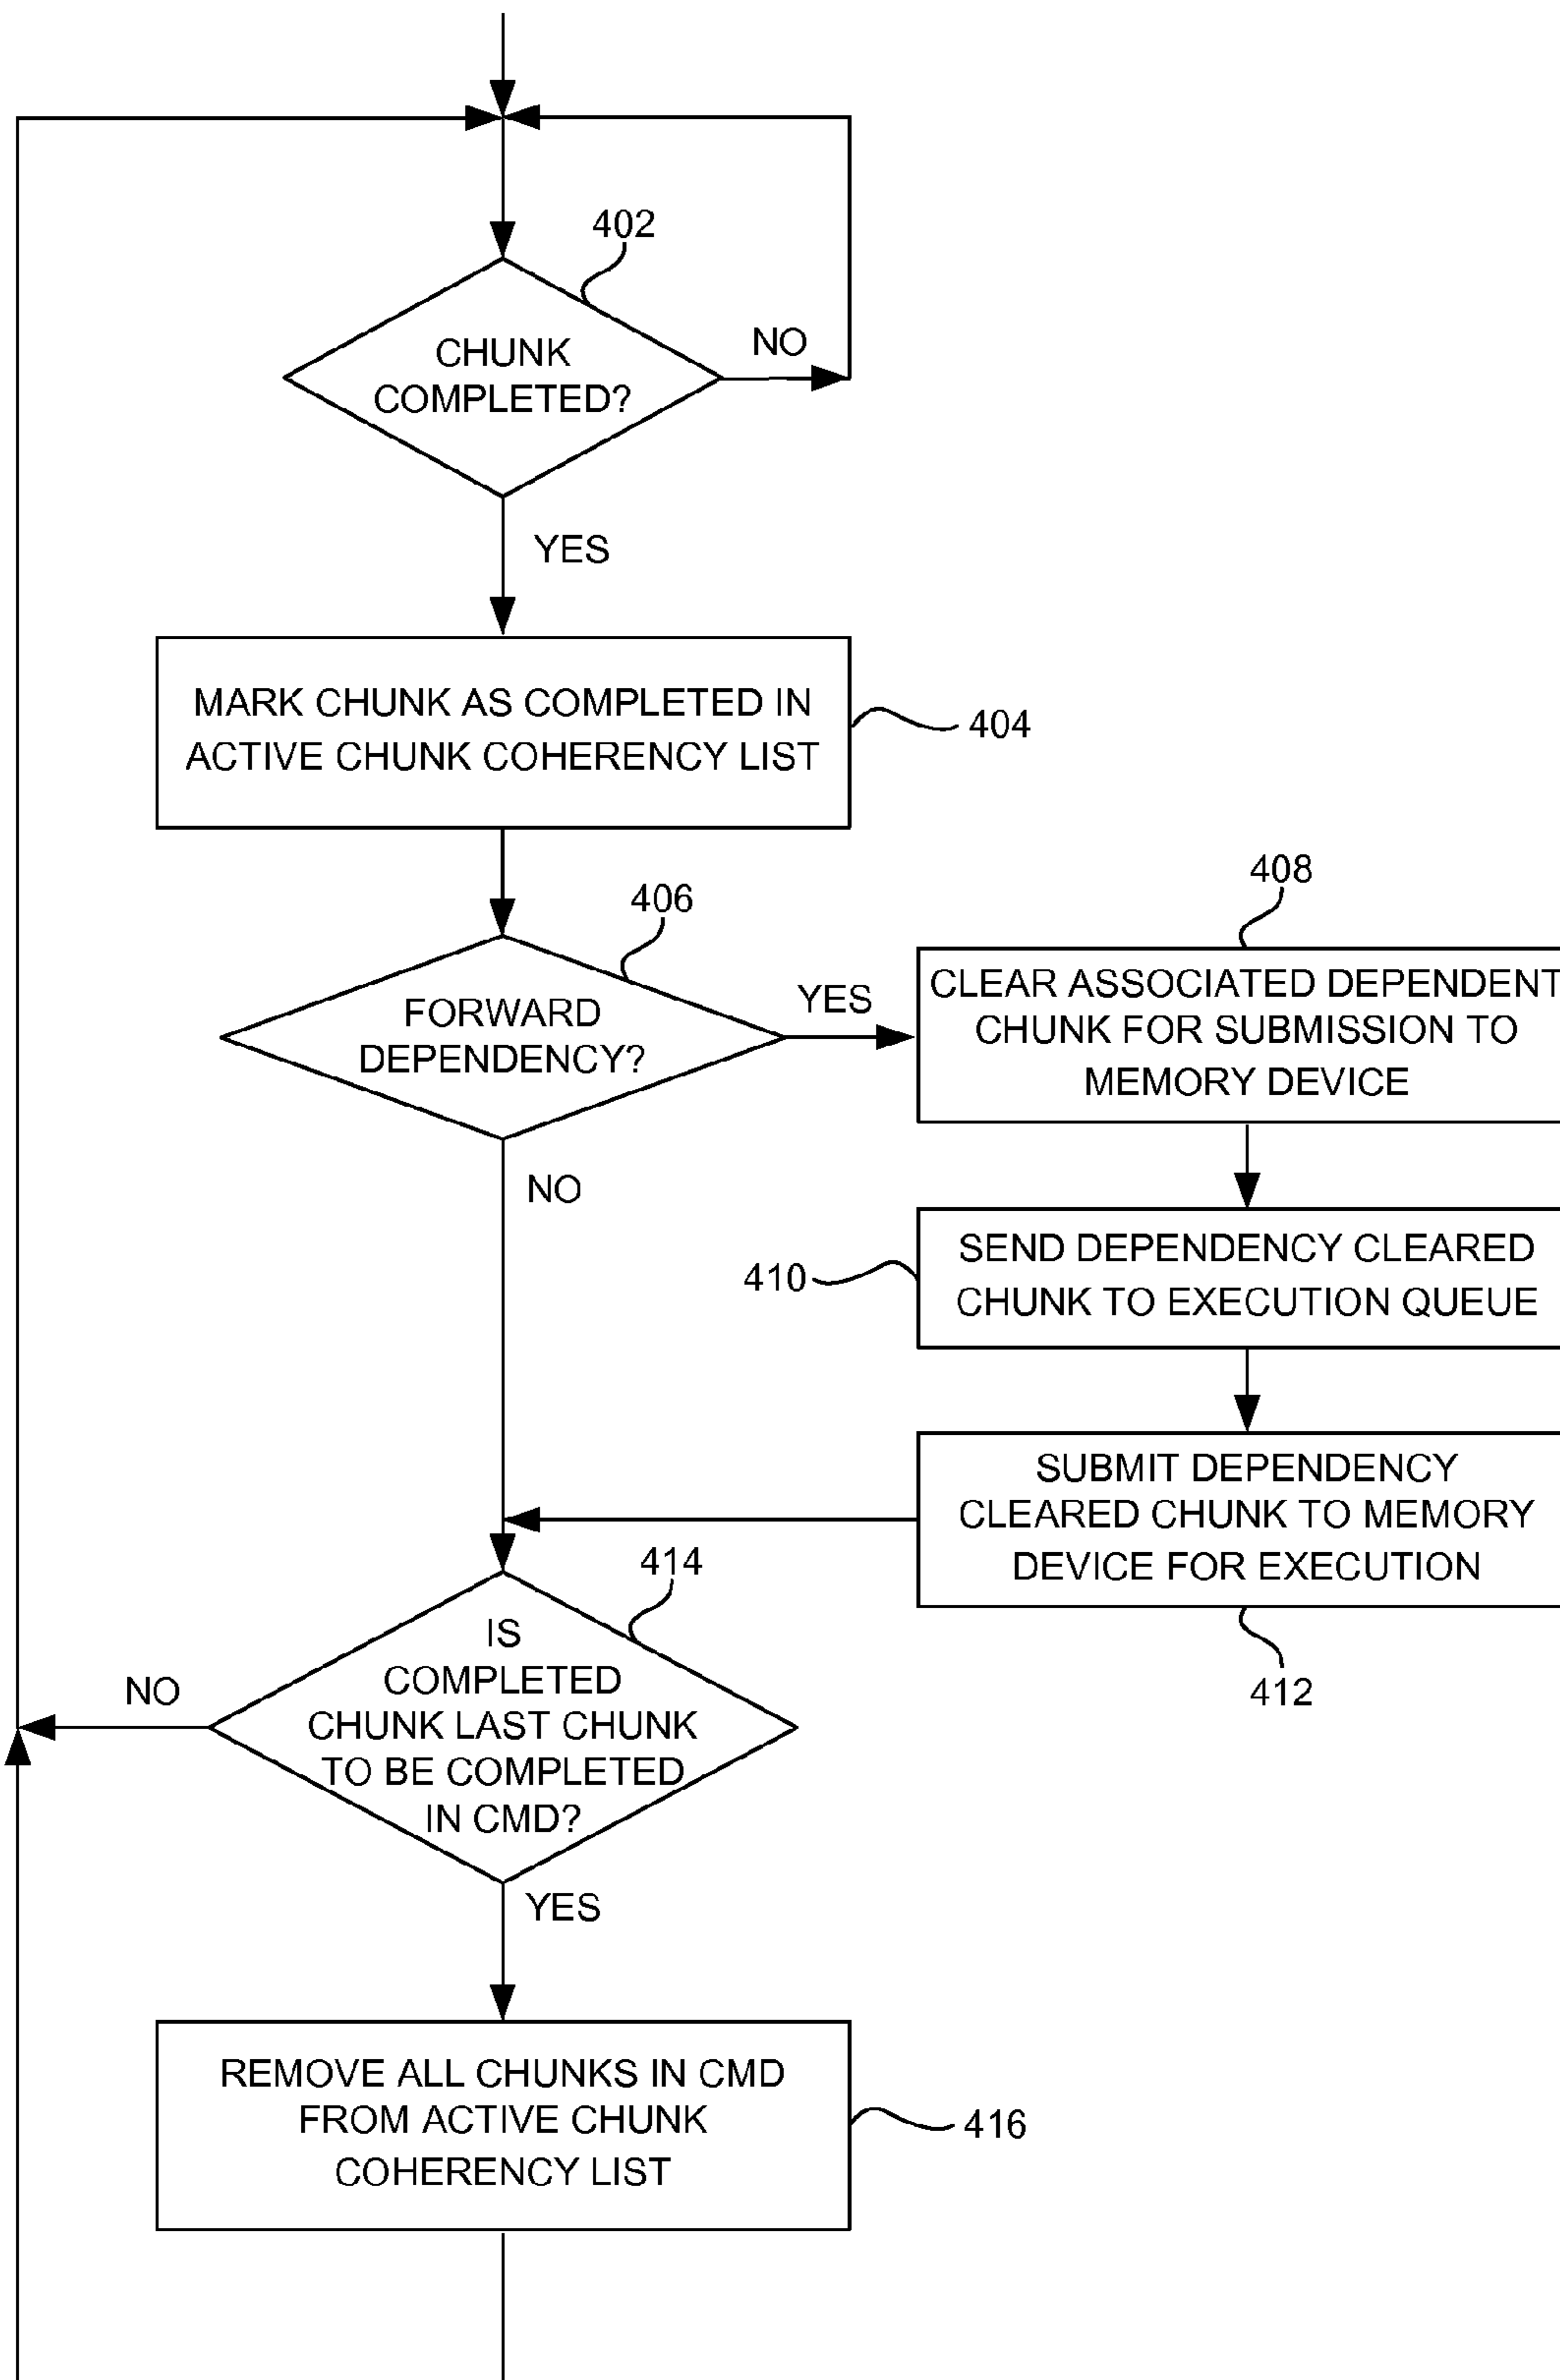 402
CHUNK
COMPLETED?
NO
YES
MARK CHUNK AS COMPLETED IN
ACTIVE CHUNK COHERENCY LIST
404
406
FORWARD
DEPENDENCY?
YES
NO
408
CLEAR ASSOCIATED DEPENDENT
CHUNK FOR SUBMISSION TO
MEMORY DEVICE
410
SEND DEPENDENCY CLEARED
CHUNK TO EXECUTION QUEUE
SUBMIT DEPENDENCY
CLEARED CHUNK TO MEMORY
DEVICE FOR EXECUTION
412
414
IS
COMPLETED
CHUNK LAST CHUNK
TO BE COMPLETED
IN CMD?
NO
YES
REMOVE ALL CHUNKS IN CMD
FROM ACTIVE CHUNK
COHERENCY LIST
416